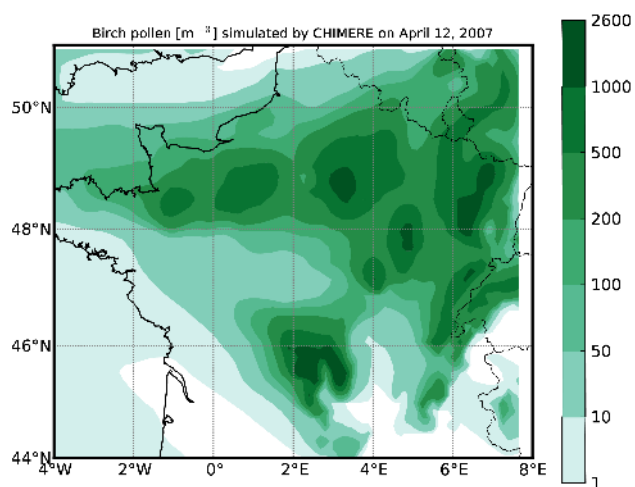 Birch pollen [m⁻³] simulated by CHIMERE on April 12, 2007
50°N
48°N
46°N
44°N
4°W
2°W
0°
2°E
4°E
6°E
8°E
2600
1000
500
200
100
50
10
1